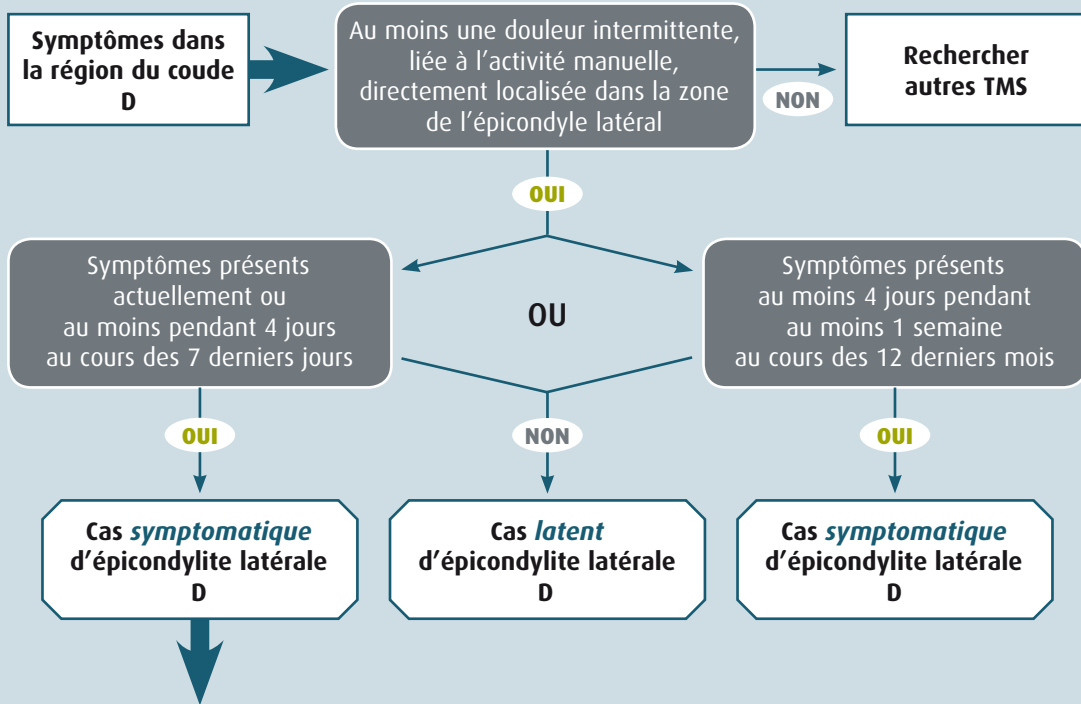 Symptômes dans
la région du coude
D
Au moins une douleur intermittente,
liée à l'activité manuelle,
directement localisée dans la zone
de l'épicondyle latéral
NON
Rechercher
autres TMS
OUI
Symptômes présents
actuellement ou
au moins pendant 4 jours
au cours des 7 derniers jours
OU
Symptômes présents
au moins 4 jours pendant
au moins 1 semaine
au cours des 12 derniers mois
OUI
NON
OUI
Cas symptomatique
d'épicondylite latérale
D
Cas latent
d'épicondylite latérale
D
Cas symptomatique
d'épicondylite latérale
D